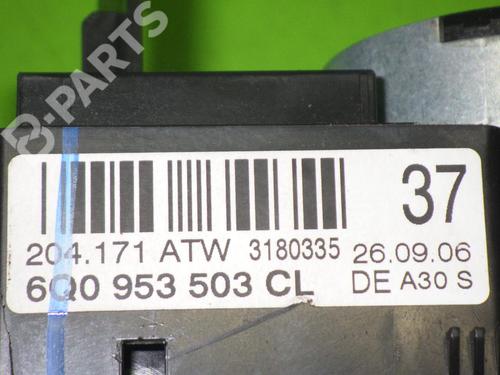 B-PARTS
37
204.171 ATW 3180335 26.09.06
6Q0 953 503 CL DE A30 S